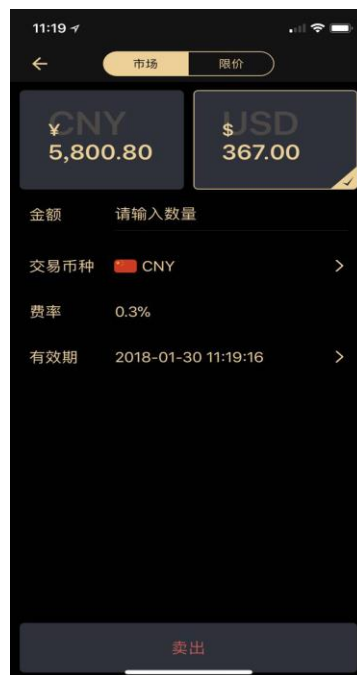 11:19
市场 限价
CNY USD
¥ $
5,800.80 367.00
金额 请输入数量
交易币种 CNY
费率 0.3%
有效期 2018-01-30 11:19:16
卖出